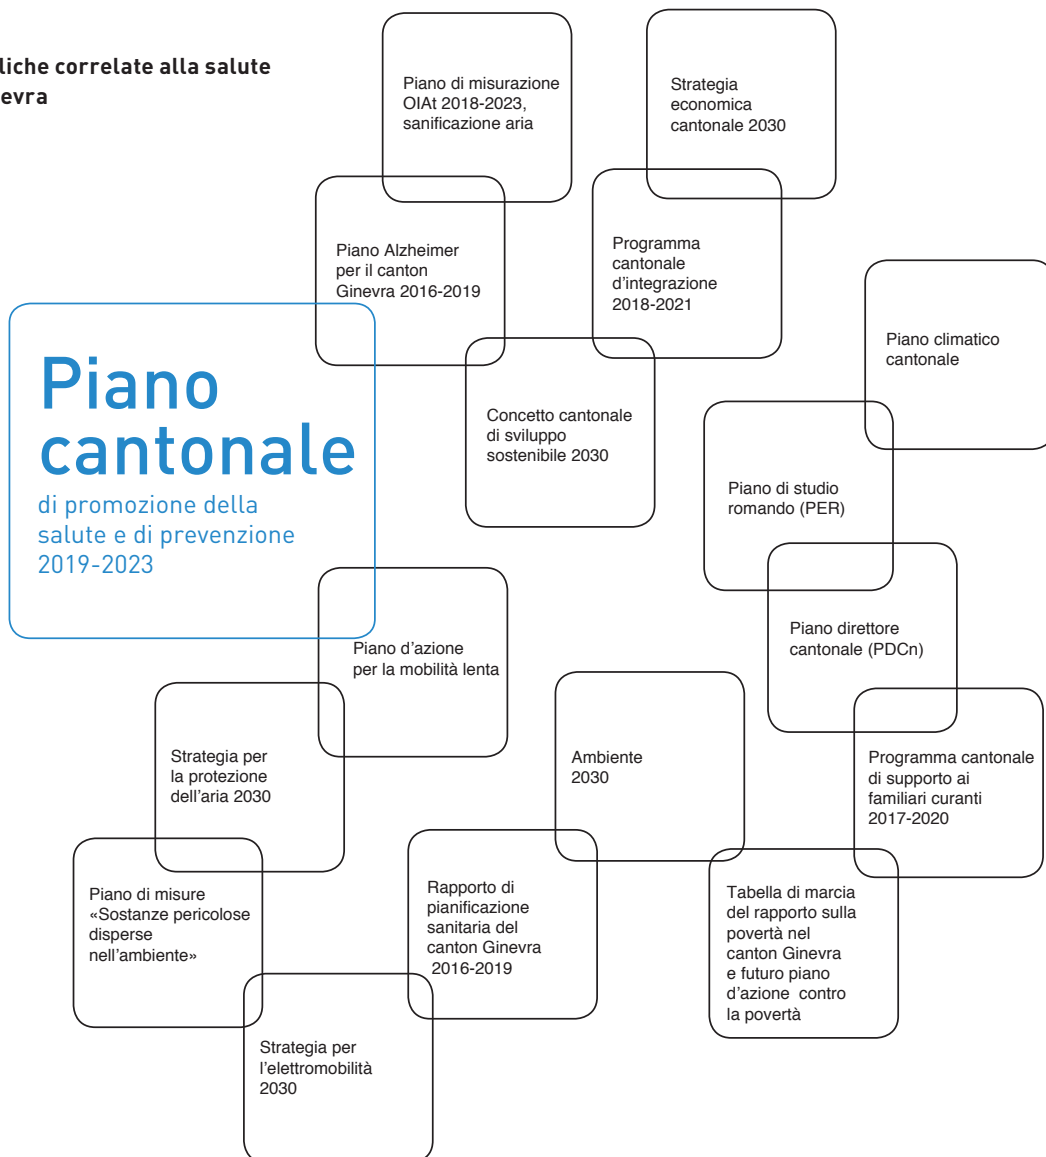 liche correlate alla salute
evra
Piano di misurazione
OIAt 2018-2023,
sanificazione aria
Strategia
economica
cantonale 2030
Piano Alzheimer
per il canton
Ginevra 2016-2019
Programma
cantonale
d'integrazione
2018-2021
Piano climatico
cantonale
Piano
cantonale
di promozione della
salute e di prevenzione
2019-2023
Concetto cantonale
di sviluppo
sostenibile 2030
Piano di studio
romando (PER)
Piano direttore
cantonale (PDCn)
Piano d'azione
per la mobilità lenta
Strategia per
la protezione
dell'aria 2030
Ambiente
2030
Programma cantonale
di supporto ai
familiari curanti
2017-2020
Piano di misure
«Sostanze pericolose
disperse
nell'ambiente»
Rapporto di
pianificazione
sanitaria del
canton Ginevra
2016-2019
Tabella di marcia
del rapporto sulla
povertà nel
canton Ginevra
e futuro piano
d'azione contro
la povertà
Strategia per
l'elettromobilità
2030